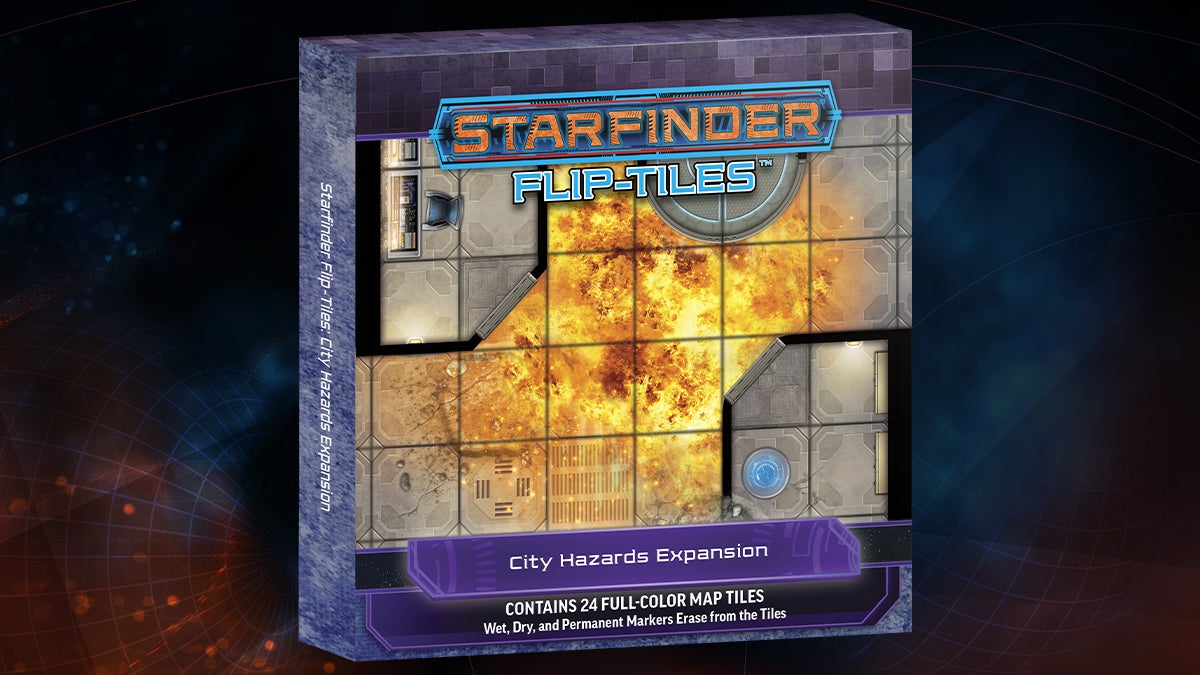 Starfinder Flip-Tiles: City Hazards Expansion
STARFINDER
FLIP-TILES™
City Hazards Expansion
CONTAINS 24 FULL-COLOR MAP TILES
Wet, Dry, and Permanent Markers Erase from the Tiles